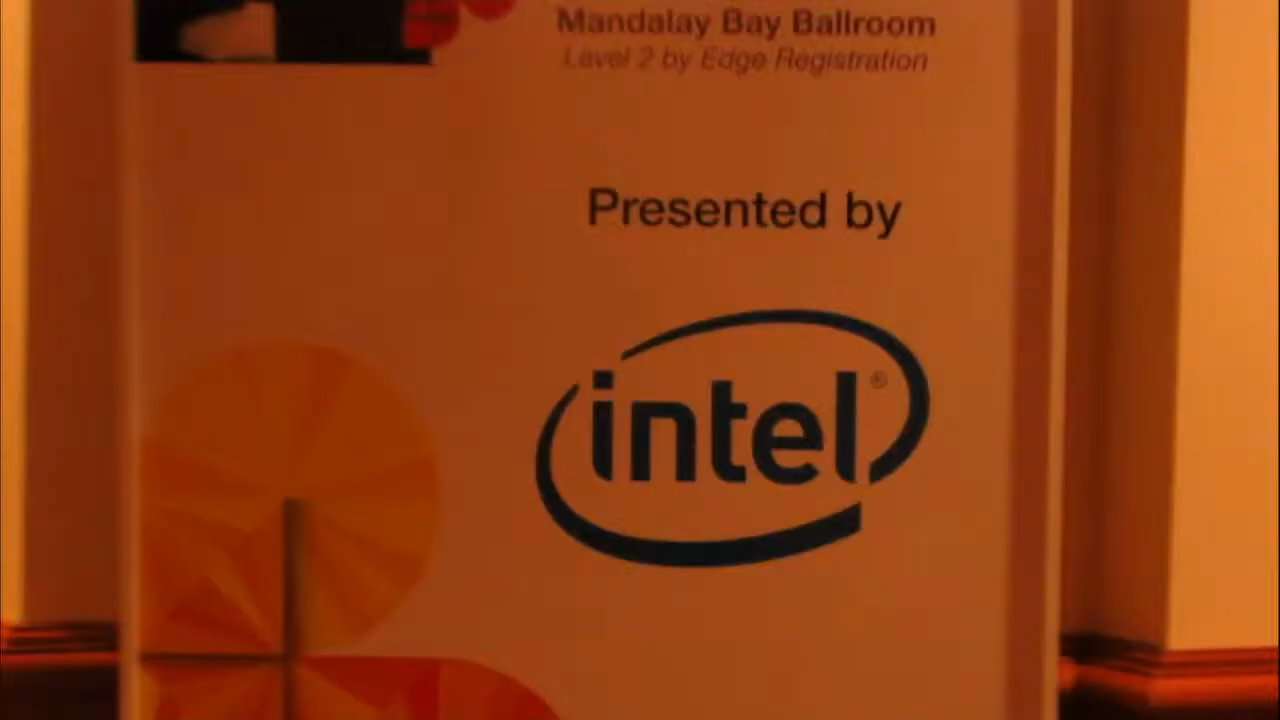 Mandalay Bay Ballroom
Level 2 by Edge Registration
Presented by
intel®